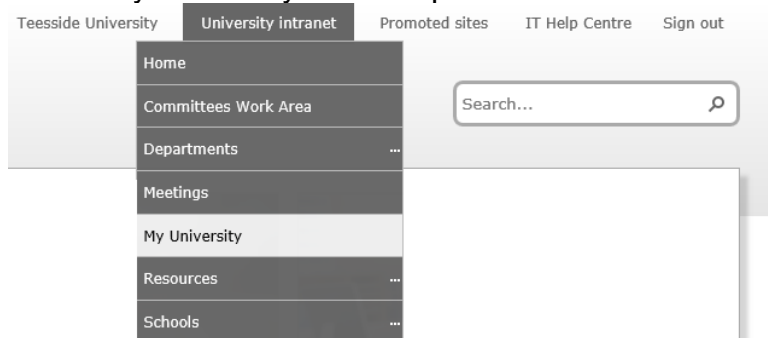 Teesside University University intranet Promoted sites IT Help Centre Sign out
Home
Committees Work Area
Search...
Departments ...
Meetings
My University
Resources ...
Schools ...